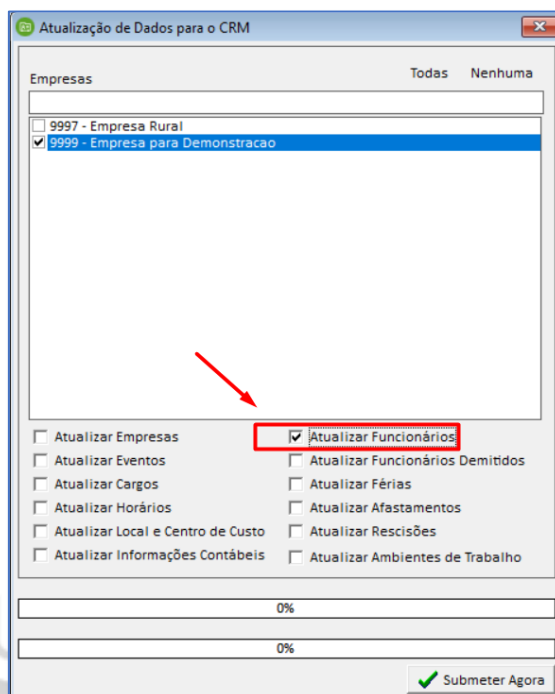 Atualização de Dados para o CRM
Empresas
Todas Nenhuma
9997 - Empresa Rural
9999 - Empresa para Demonstracao
Atualizar Empresas
Atualizar Funcionários
Atualizar Eventos
Atualizar Funcionários Demitidos
Atualizar Cargos
Atualizar Férias
Atualizar Horários
Atualizar Afastamentos
Atualizar Local e Centro de Custo
Atualizar Rescisões
Atualizar Informações Contábeis
Atualizar Ambientes de Trabalho
0%
0%
Submeter Agora